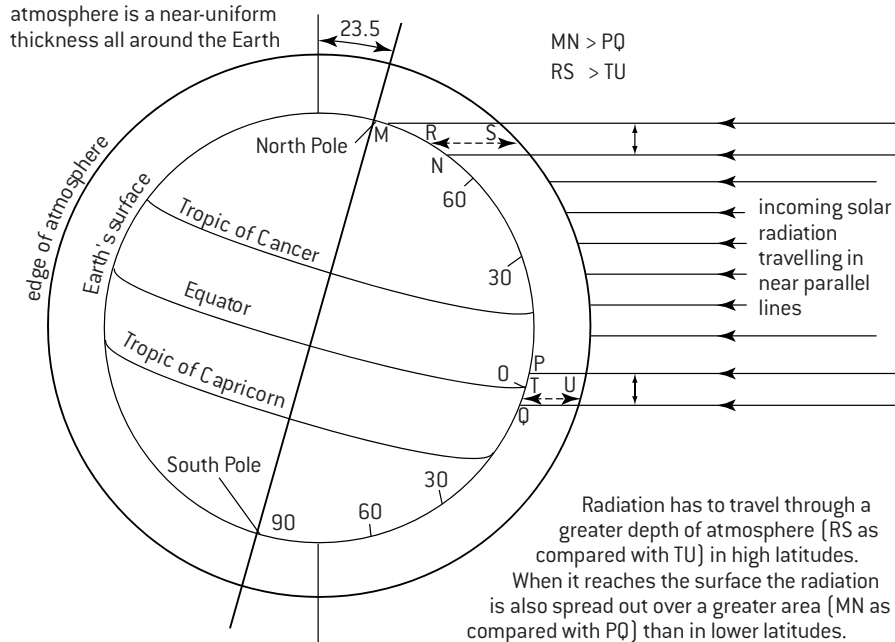 atmosphere is a near-uniform
thickness all around the Earth
23.5
MN > PQ
RS > TU
edge of atmosphere
Earth's surface
North Pole
M
R
S
N
60
Tropic of Cancer
30
incoming solar
radiation
travelling in
near parallel
lines
Equator
P
0
T
U
Q
Tropic of Capricorn
South Pole
90
60
30
Radiation has to travel through a
greater depth of atmosphere (RS as
compared with TU) in high latitudes.
When it reaches the surface the radiation
is also spread out over a greater area (MN as
compared with PQ) than in lower latitudes.